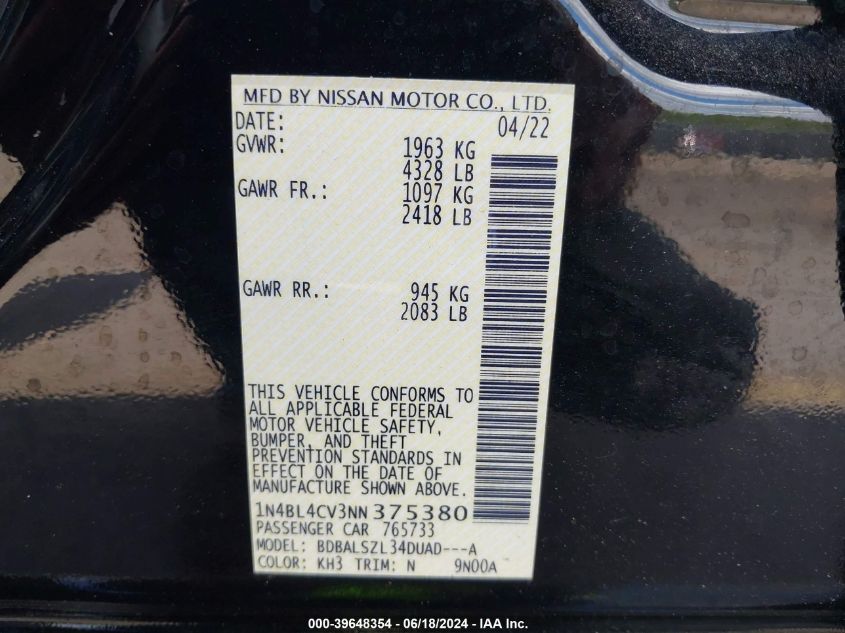 MFD BY NISSAN MOTOR CO., LTD.
DATE: 04/22
GVWR: 1963 KG
4328 LB
GAWR FR.: 1097 KG
2418 LB
GAWR RR.: 945 KG
2083 LB
THIS VEHICLE CONFORMS TO
ALL APPLICABLE FEDERAL
MOTOR VEHICLE SAFETY,
BUMPER, AND THEFT
PREVENTION STANDARDS IN
EFFECT ON THE DATE OF
MANUFACTURE SHOWN ABOVE.
1N4BL4CV3NN375380
PASSENGER CAR 765733
MODEL: BDBALSZL34DUAD---A
COLOR: KH3 TRIM: N 9N00A
000-39648354 - 06/18/2024 - IAA Inc.